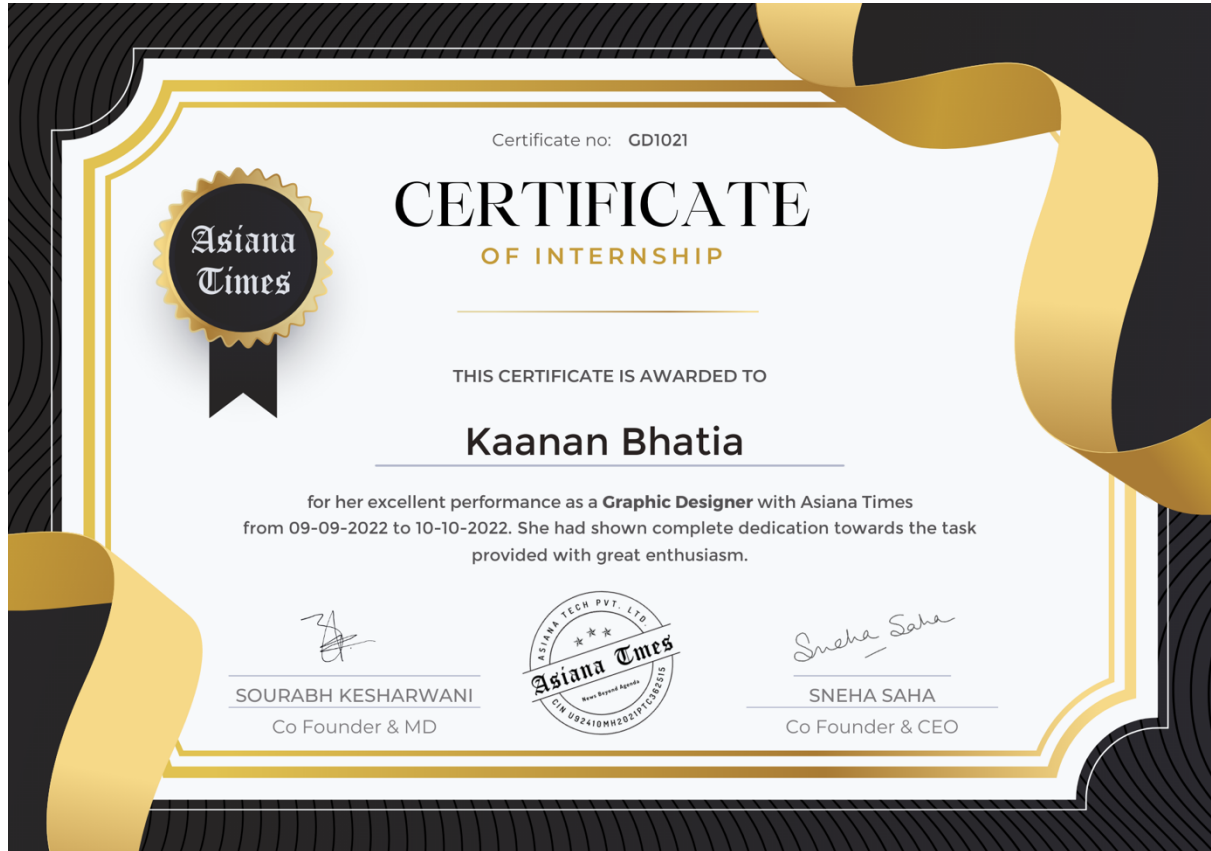 Certificate no: GD1021
CERTIFICATE
OF INTERNSHIP
Asiana
Times
THIS CERTIFICATE IS AWARDED TO
Kaanan Bhatia
for her excellent performance as a Graphic Designer with Asiana Times
from 09-09-2022 to 10-10-2022. She had shown complete dedication towards the task
provided with great enthusiasm.
Sneha Saha
ASIANA TECH PVT. LTD.
Asiana Tmes
News Beyond Agenda
CIN U92410MH2021PTC362515
SOURABH KESHARWANI
Co Founder & MD
SNEHA SAHA
Co Founder & CEO